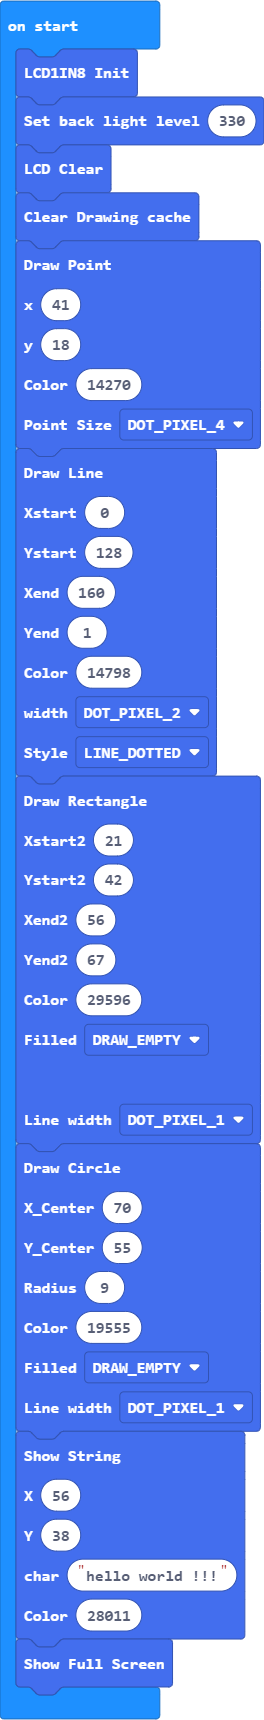 on start
LCD1IN8 Init
Set back light level 330
LCD Clear
Clear Drawing cache
Draw Point
x 41
y 18
Color 14270
Point Size DOT_PIXEL_4
Draw Line
Xstart 0
Ystart 128
Xend 160
Yend 1
Color 14798
width DOT_PIXEL_2
Style LINE_DOTTED
Draw Rectangle
Xstart2 21
Ystart2 42
Xend2 56
Yend2 67
Color 29596
Filled DRAW_EMPTY
Line width DOT_PIXEL_1
Draw Circle
X_Center 70
Y_Center 55
Radius 9
Color 19555
Filled DRAW_EMPTY
Line width DOT_PIXEL_1
Show String
X 56
Y 38
char "hello world !!!"
Color 28011
Show Full Screen